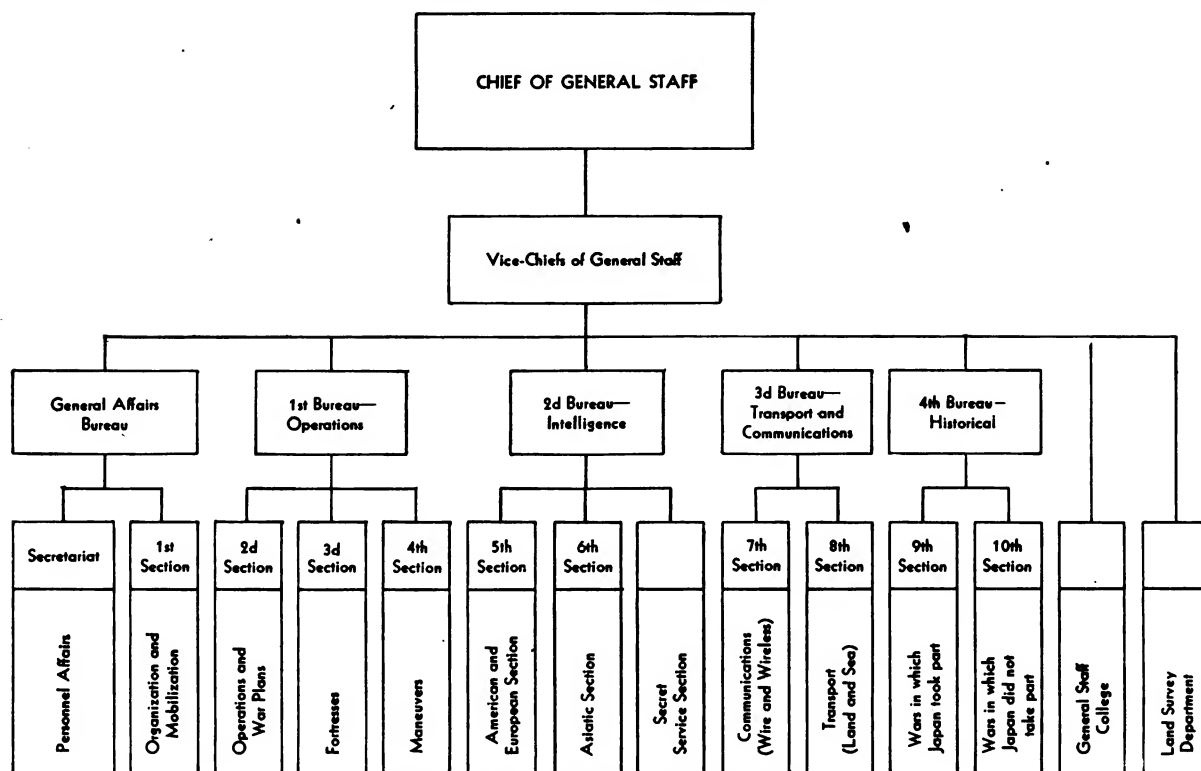 CHIEF OF GENERAL STAFF
Vice-Chiefs of General Staff
General Affairs
Bureau
1st Bureau—
Operations
2d Bureau—
Intelligence
3d Bureau—
Transport and
Communications
4th Bureau—
Historical
Secretariat
Personnel Affairs
1st
Section
Organization and
Mobilization
2d
Section
Operations and
War Plans
3d
Section
Fortresses
4th
Section
Maneuvers
5th
Section
American and
European Section
6th
Section
Asiatic Section
Secret
Service Section
7th
Section
Communications
(Wire and Wireless)
8th
Section
Transport
(Land and Sea)
9th
Section
Wars in which
Japan took part
10th
Section
Wars in which
Japan did not
take part
General Staff
College
Land Survey
Department